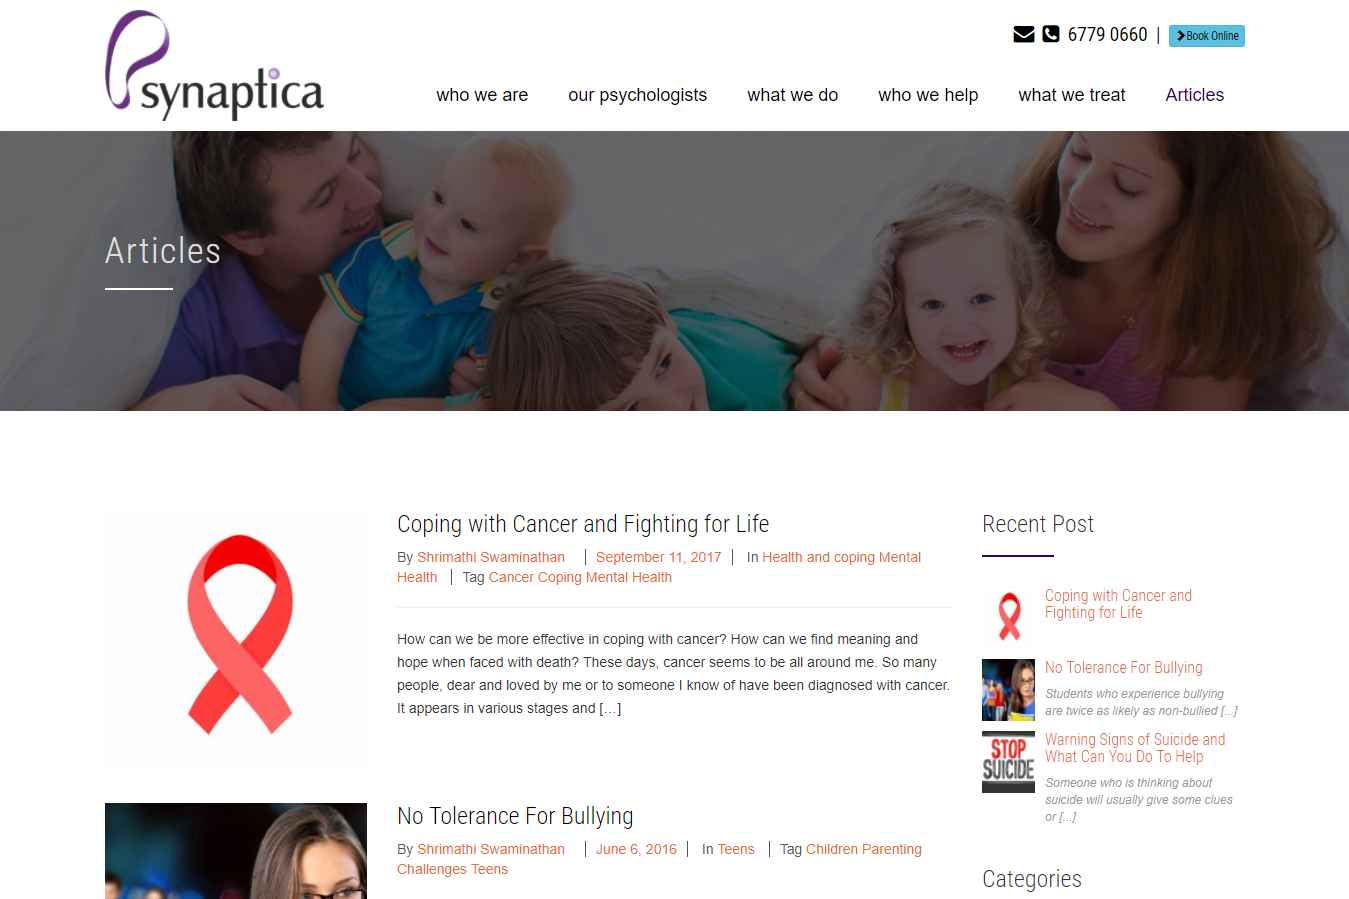 synaptica
6779 0660 | Book Online
who we are our psychologists what we do who we help what we treat Articles
Articles
Coping with Cancer and Fighting for Life
By Shrimathi Swaminathan | September 11, 2017 | In Health and coping Mental
Health | Tag Cancer Coping Mental Health
How can we be more effective in coping with cancer? How can we find meaning and
hope when faced with death? These days, cancer seems to be all around me. So many
people, dear and loved by me or to someone I know of have been diagnosed with cancer.
It appears in various stages and […]
No Tolerance For Bullying
By Shrimathi Swaminathan | June 6, 2016 | In Teens | Tag Children Parenting
Challenges Teens
Recent Post
Coping with Cancer and
Fighting for Life
No Tolerance For Bullying
Students who experience bullying
are twice as likely as non-bullied [...]
STOP
SUICIDE
Warning Signs of Suicide and
What Can You Do To Help
Someone who is thinking about
suicide will usually give some clues
or [...]
Categories